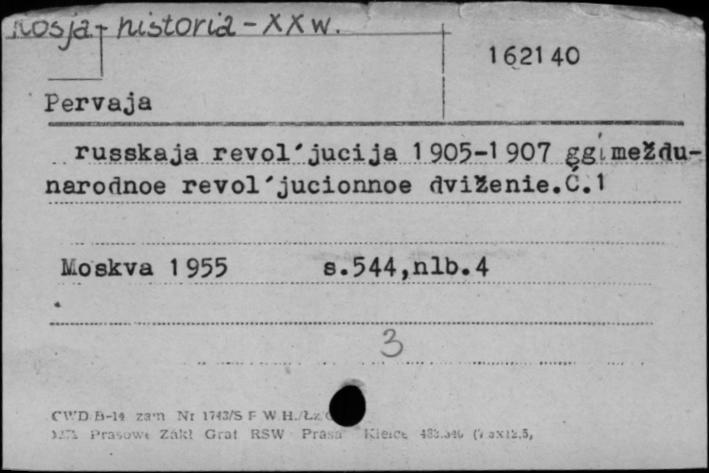 Rosja - historia - XX w.
162140
Pervaja
russkaja revol´jucija 1905-1907 gg i meždu-
narodnoe revol´jucionnoe dviženie.Č.1
Moskva 1955 s.544,nlb.4
3
CWD B-14 zam Nr 1743/S F W H.
Prasowe Zakł Graf RSW Prasa Kielce